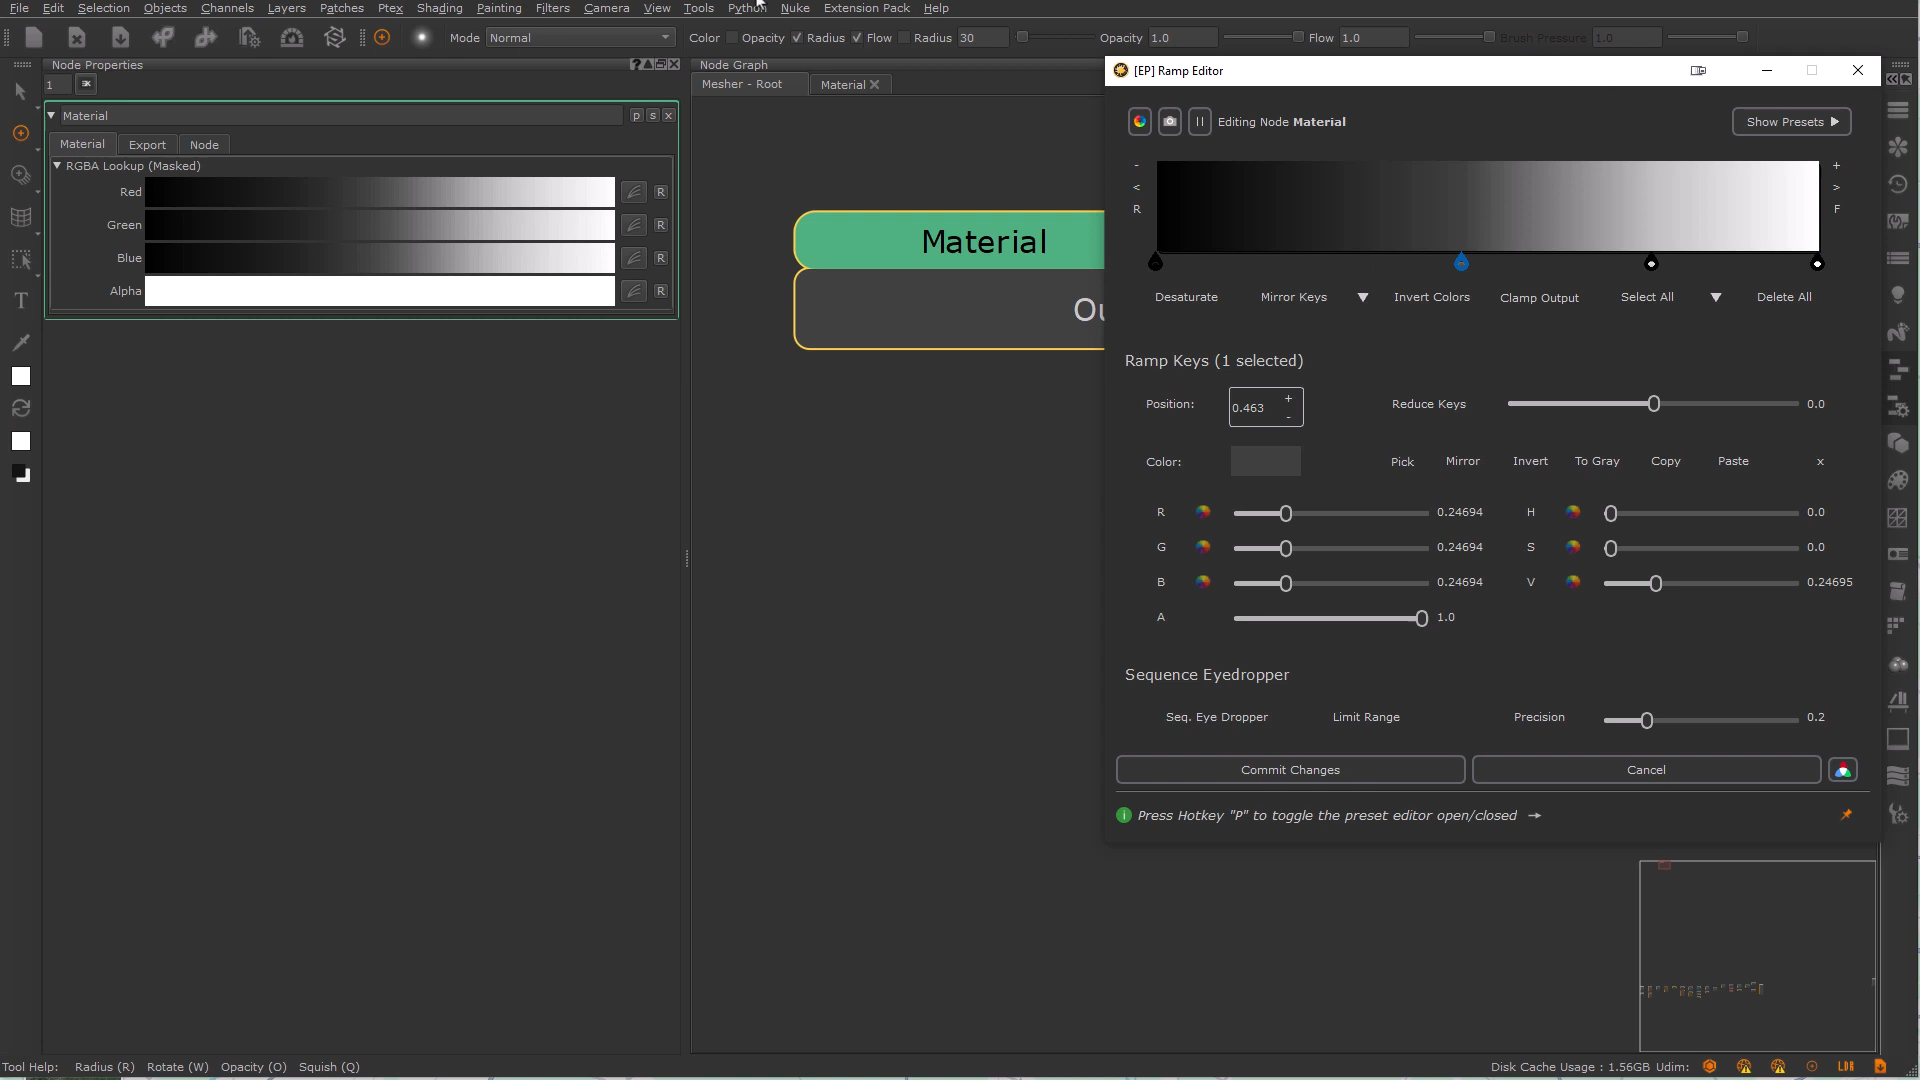 File Edit Selection Objects Channels Layers Patches Ptex Shading Painting Filters Camera View Tools Python Nuke Extension Pack Help
Mode Normal Color Opacity Radius Flow Radius 30 Opacity 1.0 Flow 1.0 Brush Pressure 1.0
Node Properties
1
Material p s x
Material Export Node
RGBA Lookup (Masked)
Red R
Green R
Blue R
Alpha R
Node Graph
Mesher - Root Material
Material
Ou
[EP] Ramp Editor
Editing Node Material Show Presets
- +
< >
R F
Desaturate Mirror Keys Invert Colors Clamp Output Select All Delete All
Ramp Keys (1 selected)
Position: 0.463 + - Reduce Keys 0.0
Color: Pick Mirror Invert To Gray Copy Paste x
R 0.24694 H 0.0
G 0.24694 S 0.0
B 0.24694 V 0.24695
A 1.0
Sequence Eyedropper
Seq. Eye Dropper Limit Range Precision 0.2
Commit Changes Cancel
Press Hotkey "P" to toggle the preset editor open/closed →
Tool Help: Radius (R) Rotate (W) Opacity (O) Squish (Q) Disk Cache Usage : 1.56GB Udim: LDR